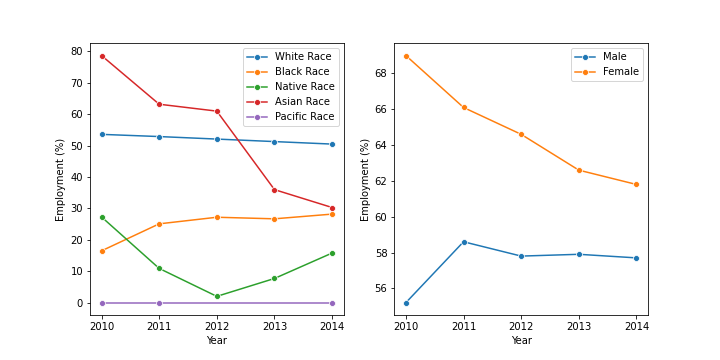 80
70
60
50
40
30
20
10
0
Employment (%)
2010 2011 2012 2013 2014
Year
White Race
Black Race
Native Race
Asian Race
Pacific Race
68
66
64
62
60
58
56
Employment (%)
2010 2011 2012 2013 2014
Year
Male
Female